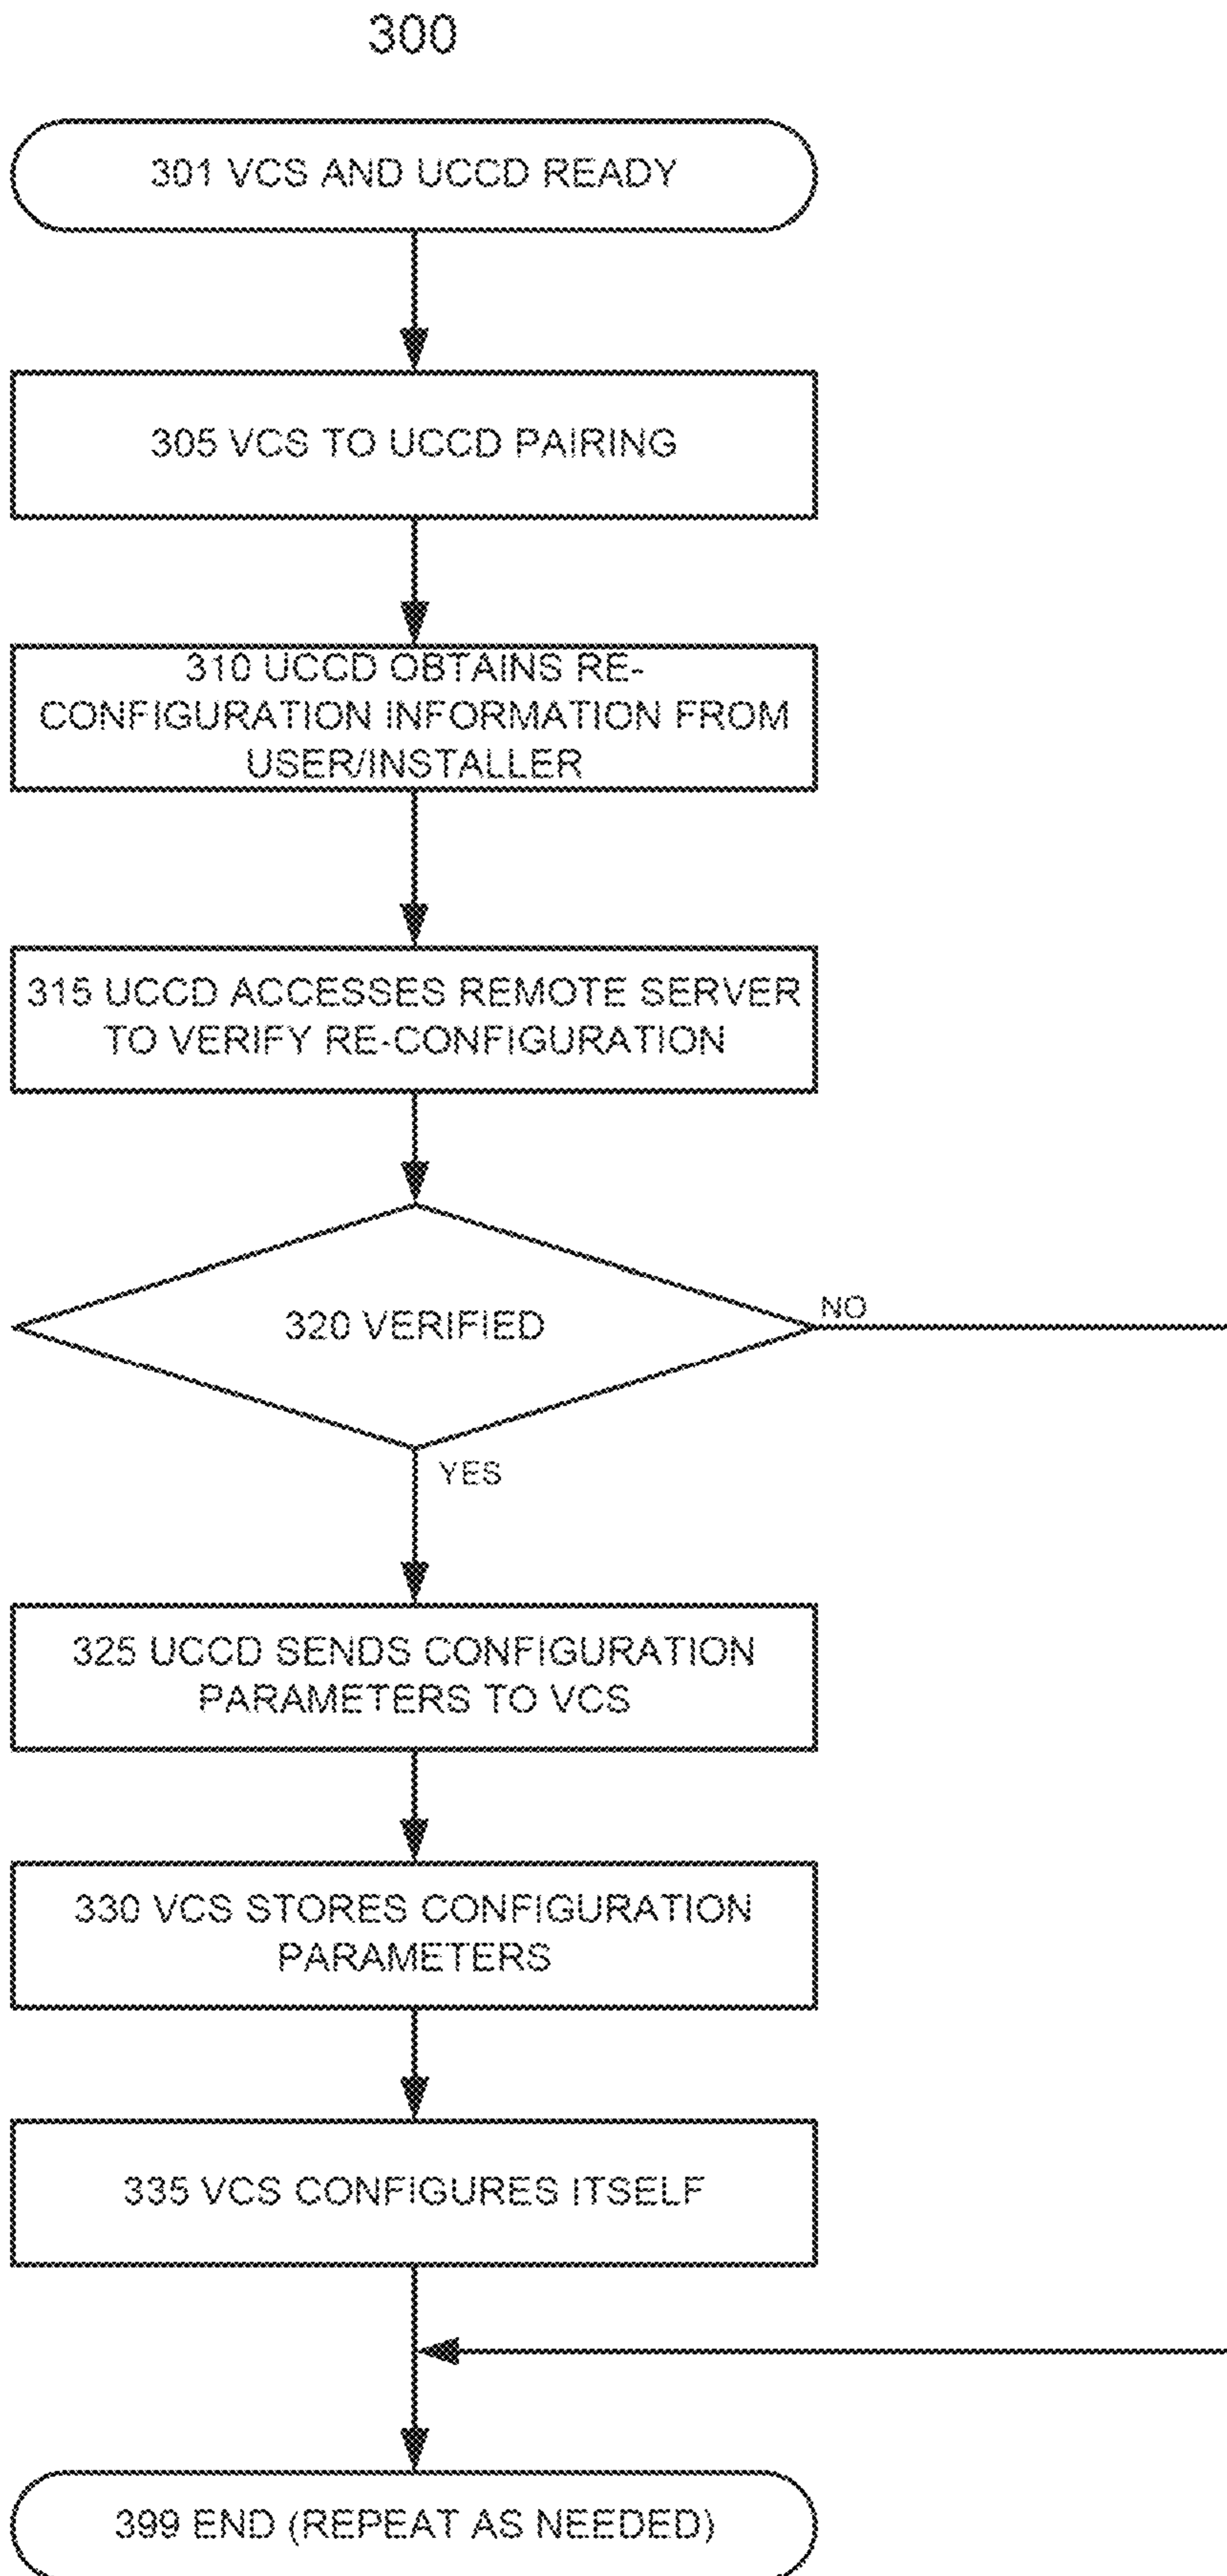 300
301 VCS AND UCCD READY
305 VCS TO UCCD PAIRING
310 UCCD OBTAINS RE-
CONFIGURATION INFORMATION FROM
USER/INSTALLER
315 UCCD ACCESSES REMOTE SERVER
TO VERIFY RE-CONFIGURATION
320 VERIFIED
NO
YES
325 UCCD SENDS CONFIGURATION
PARAMETERS TO VCS
330 VCS STORES CONFIGURATION
PARAMETERS
335 VCS CONFIGURES ITSELF
399 END (REPEAT AS NEEDED)